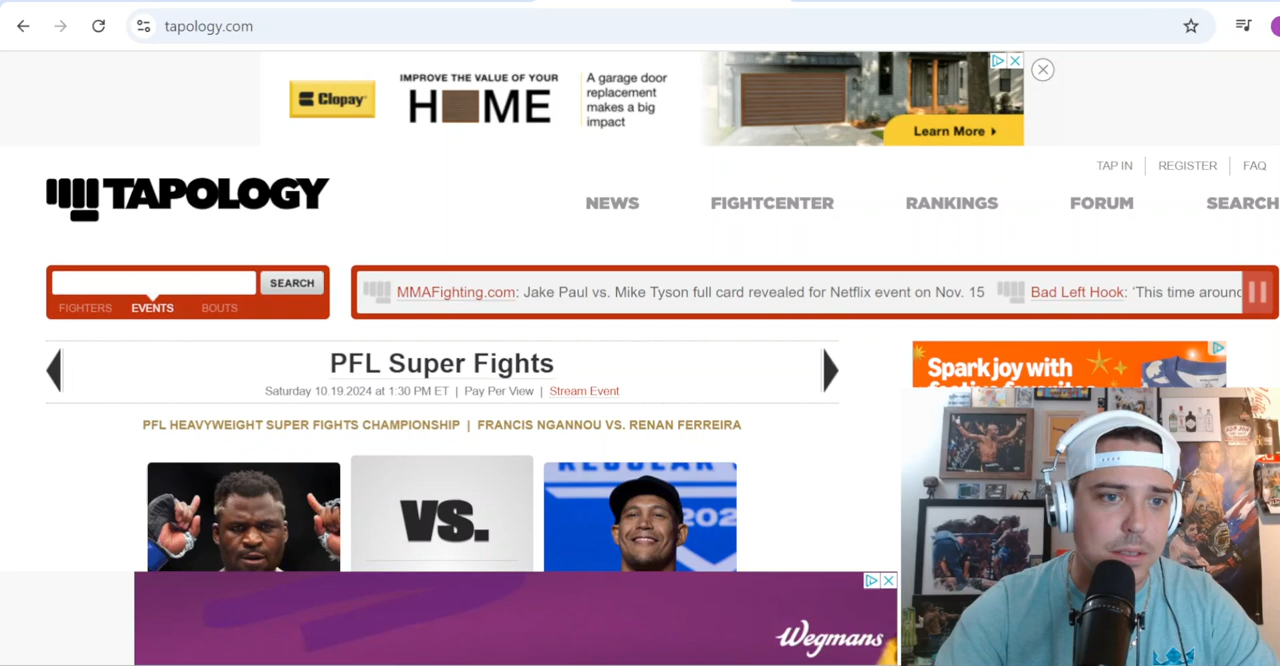 tapology.com
Clopay
IMPROVE THE VALUE OF YOUR
HOME
A garage door
replacement
makes a big
impact
Learn More
TAP IN
REGISTER
FAQ
TAPOLOGY
NEWS
FIGHTCENTER
RANKINGS
FORUM
SEARCH
SEARCH
FIGHTERS
EVENTS
BOUTS
MMAFighting.com: Jake Paul vs. Mike Tyson full card revealed for Netflix event on Nov. 15
Bad Left Hook: 'This time around
PFL Super Fights
Saturday 10.19.2024 at 1:30 PM ET | Pay Per View | Stream Event
Spark joy with
festive favorites
PFL HEAVYWEIGHT SUPER FIGHTS CHAMPIONSHIP | FRANCIS NGANNOU VS. RENAN FERREIRA
VS.
REGULAR
202
Wegmans